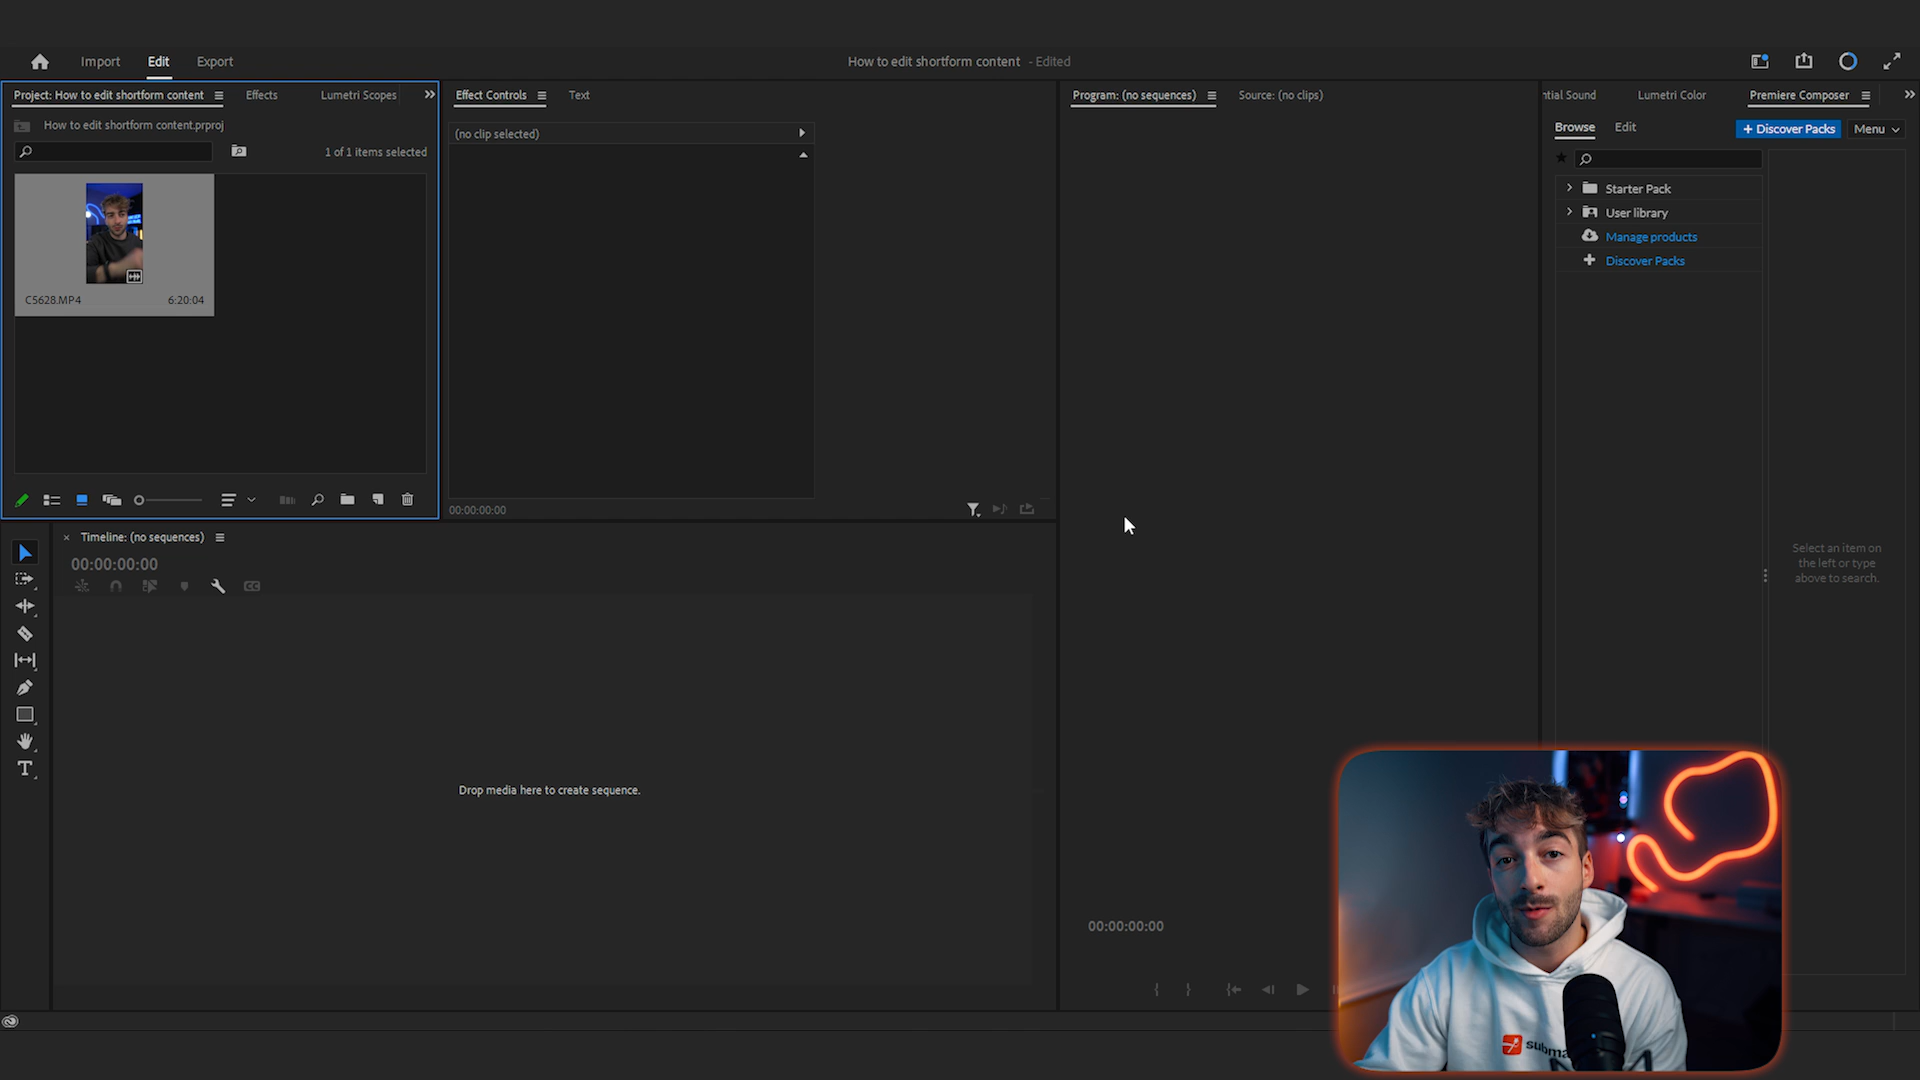 Import Edit Export
How to edit shortform content - Edited
Project: How to edit shortform content Effects Lumetri Scopes
How to edit shortform content.prproj
1 of 1 items selected
C5628.MP4 6:20:04
Effect Controls Text
(no clip selected)
00:00:00:00
Program: (no sequences) Source: (no clips)
00:00:00:00
ntial Sound Lumetri Color Premiere Composer
Browse Edit + Discover Packs Menu
Starter Pack
User library
Manage products
Discover Packs
Select an item on
the left or type
above to search.
Timeline: (no sequences)
00:00:00:00
CC
Drop media here to create sequence.
T
subma